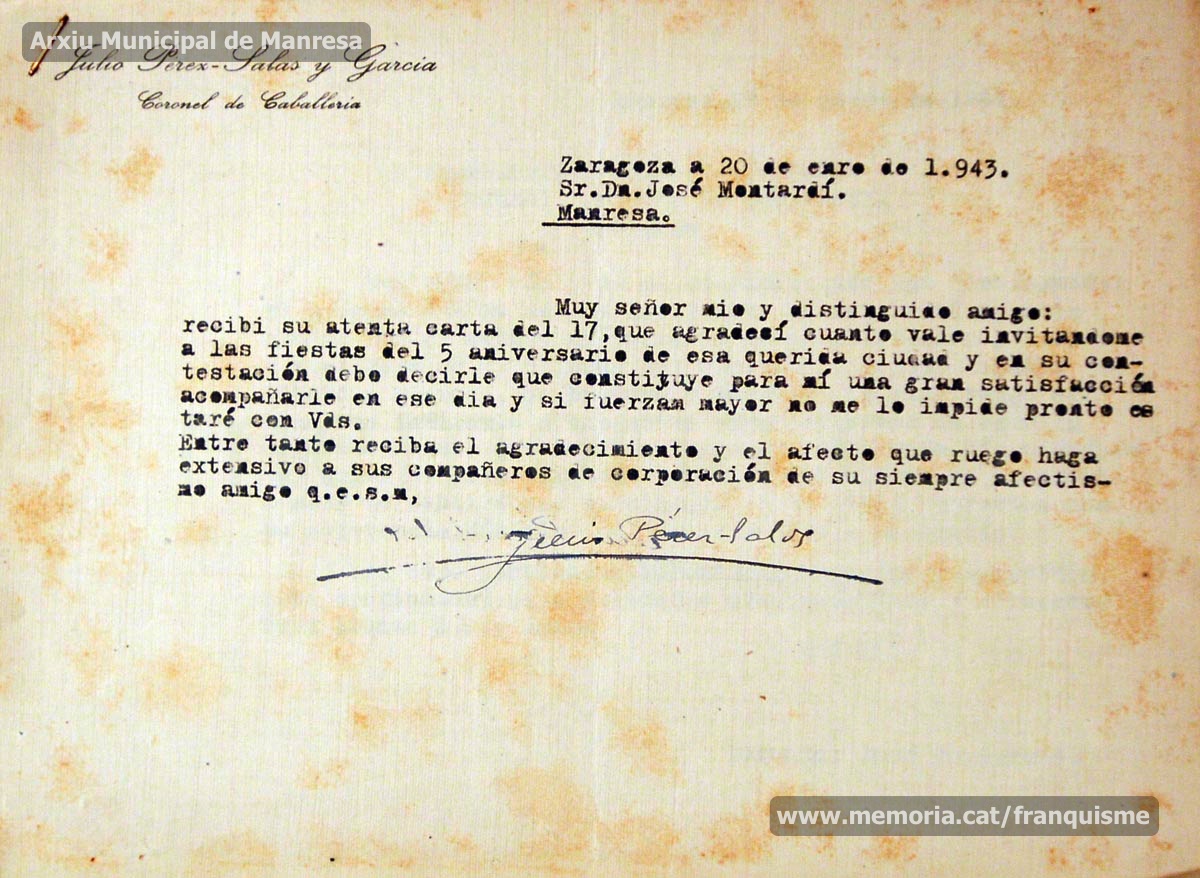 Arxiu Municipal de Manresa
Julio Pérez-Salas y García
Coronel de Caballería
Zaragoza a 20 de enro de 1.943.
Sr.Dn.José Montardí.
Manresa.
Muy señor mio y distinguido amigo:
recibi su atenta carta del 17,que agradecí cuanto vale invitandome
a las fiestas del 5 aniversario de esa querida ciudad y en su con-
testación debo decirle que constituye para mí una gran satisfacción
acompañarle en ese dia y si fuerzam mayor no me lo impide pronto es
taré con Vds.
Entre tanto reciba el agradecimiento y el afecto que ruego haga
extensivo a sus compañeros de corporación de su siempre afectis-
mo amigo q.e.s.m,
Julio Pérez-Salas
www.memoria.cat/franquisme